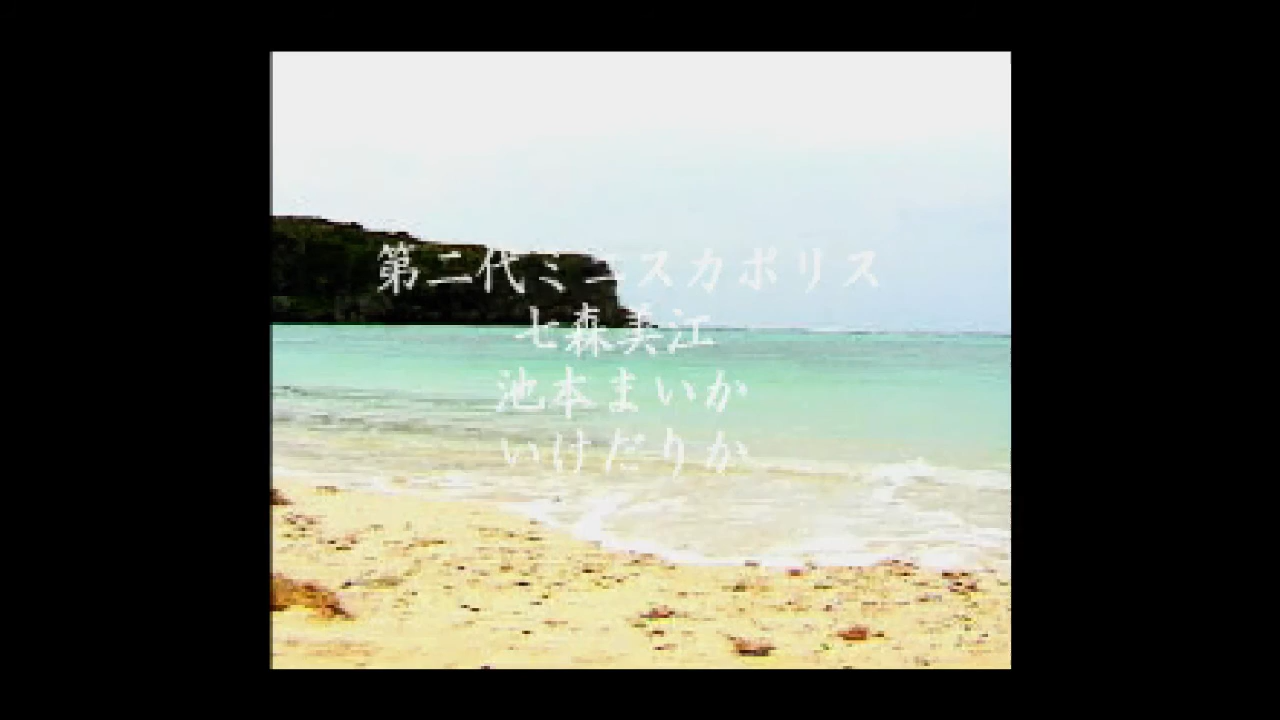 第二代ミニスカポリス
七森美江
池本まいか
いけだりか